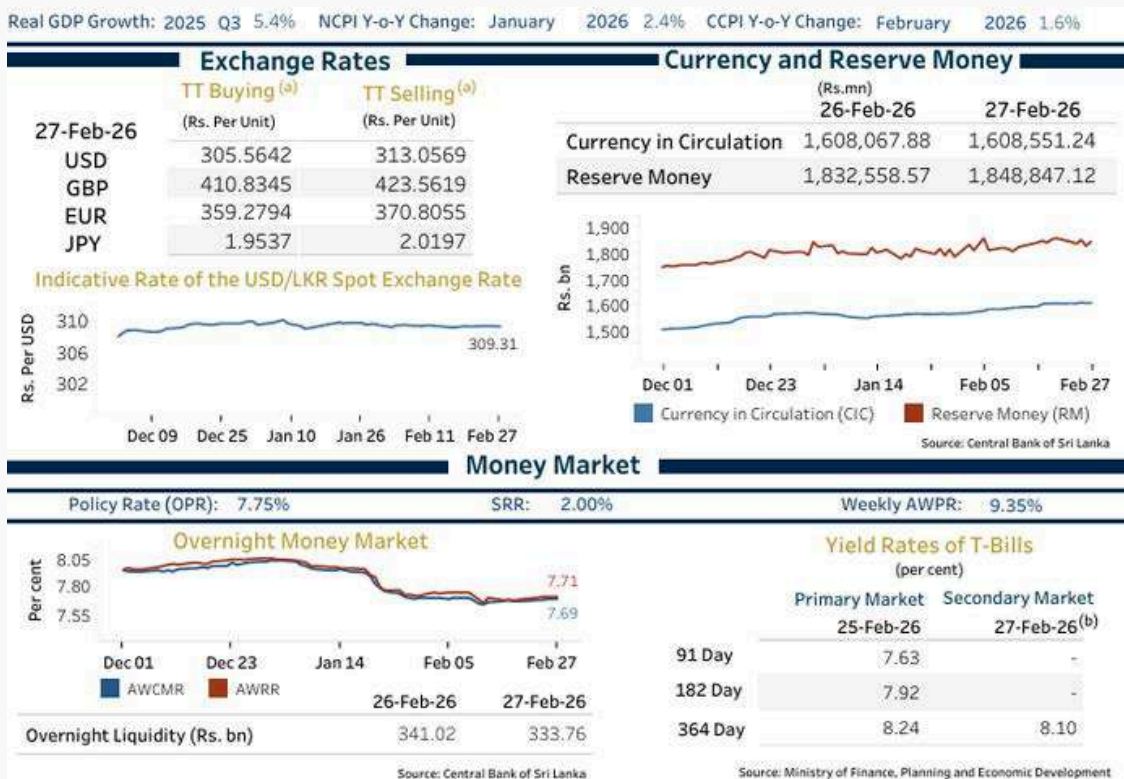 Real GDP Growth: 2025 Q3 5.4% NCPI Y-o-Y Change: January 2026 2.4% CCPI Y-o-Y Change: February 2026 1.6%
Exchange Rates
TT Buying (a) TT Selling (a)
(Rs. Per Unit) (Rs. Per Unit)
27-Feb-26
USD 305.5642 313.0569
GBP 410.8345 423.5619
EUR 359.2794 370.8055
JPY 1.9537 2.0197
Indicative Rate of the USD/LKR Spot Exchange Rate
Rs. Per USD
310
306
302
309.31
Dec 09 Dec 25 Jan 10 Jan 26 Feb 11 Feb 27
Currency and Reserve Money
(Rs.mn)
26-Feb-26 27-Feb-26
Currency in Circulation 1,608,067.88 1,608,551.24
Reserve Money 1,832,558.57 1,848,847.12
Rs. bn
1,900
1,800
1,700
1,600
1,500
Dec 01 Dec 23 Jan 14 Feb 05 Feb 27
Currency in Circulation (CIC) Reserve Money (RM)
Source: Central Bank of Sri Lanka
Money Market
Policy Rate (OPR): 7.75% SRR: 2.00% Weekly AWPR: 9.35%
Overnight Money Market
Per cent
8.05
7.80
7.55
7.71
7.69
Dec 01 Dec 23 Jan 14 Feb 05 Feb 27
AWCMR AWRR
26-Feb-26 27-Feb-26
Overnight Liquidity (Rs. bn) 341.02 333.76
Source: Central Bank of Sri Lanka
Yield Rates of T-Bills
(per cent)
Primary Market Secondary Market
25-Feb-26 27-Feb-26(b)
91 Day 7.63 -
182 Day 7.92 -
364 Day 8.24 8.10
Source: Ministry of Finance, Planning and Economic Development